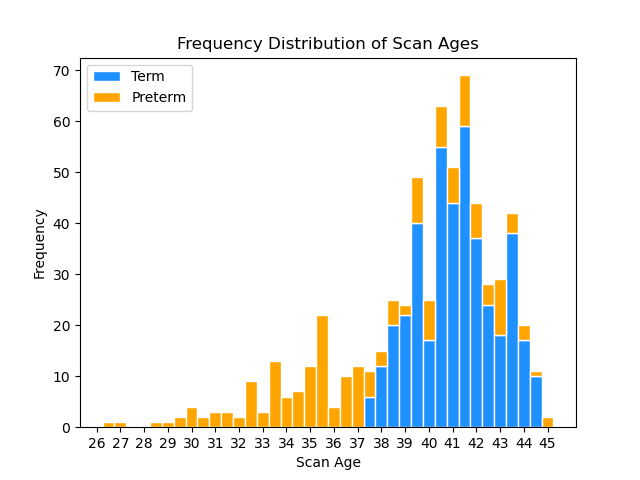 Frequency Distribution of Scan Ages
Term
Preterm
70
60
50
40
30
20
10
0
Frequency
26 27 28 29 30 31 32 33 34 35 36 37 38 39 40 41 42 43 44 45
Scan Age